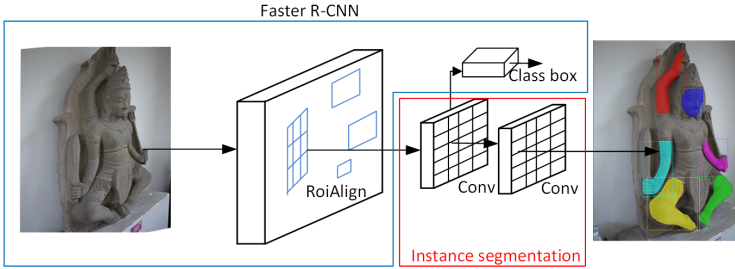 Faster R-CNN
Class box
RoiAlign
Conv
Conv
Instance segmentation